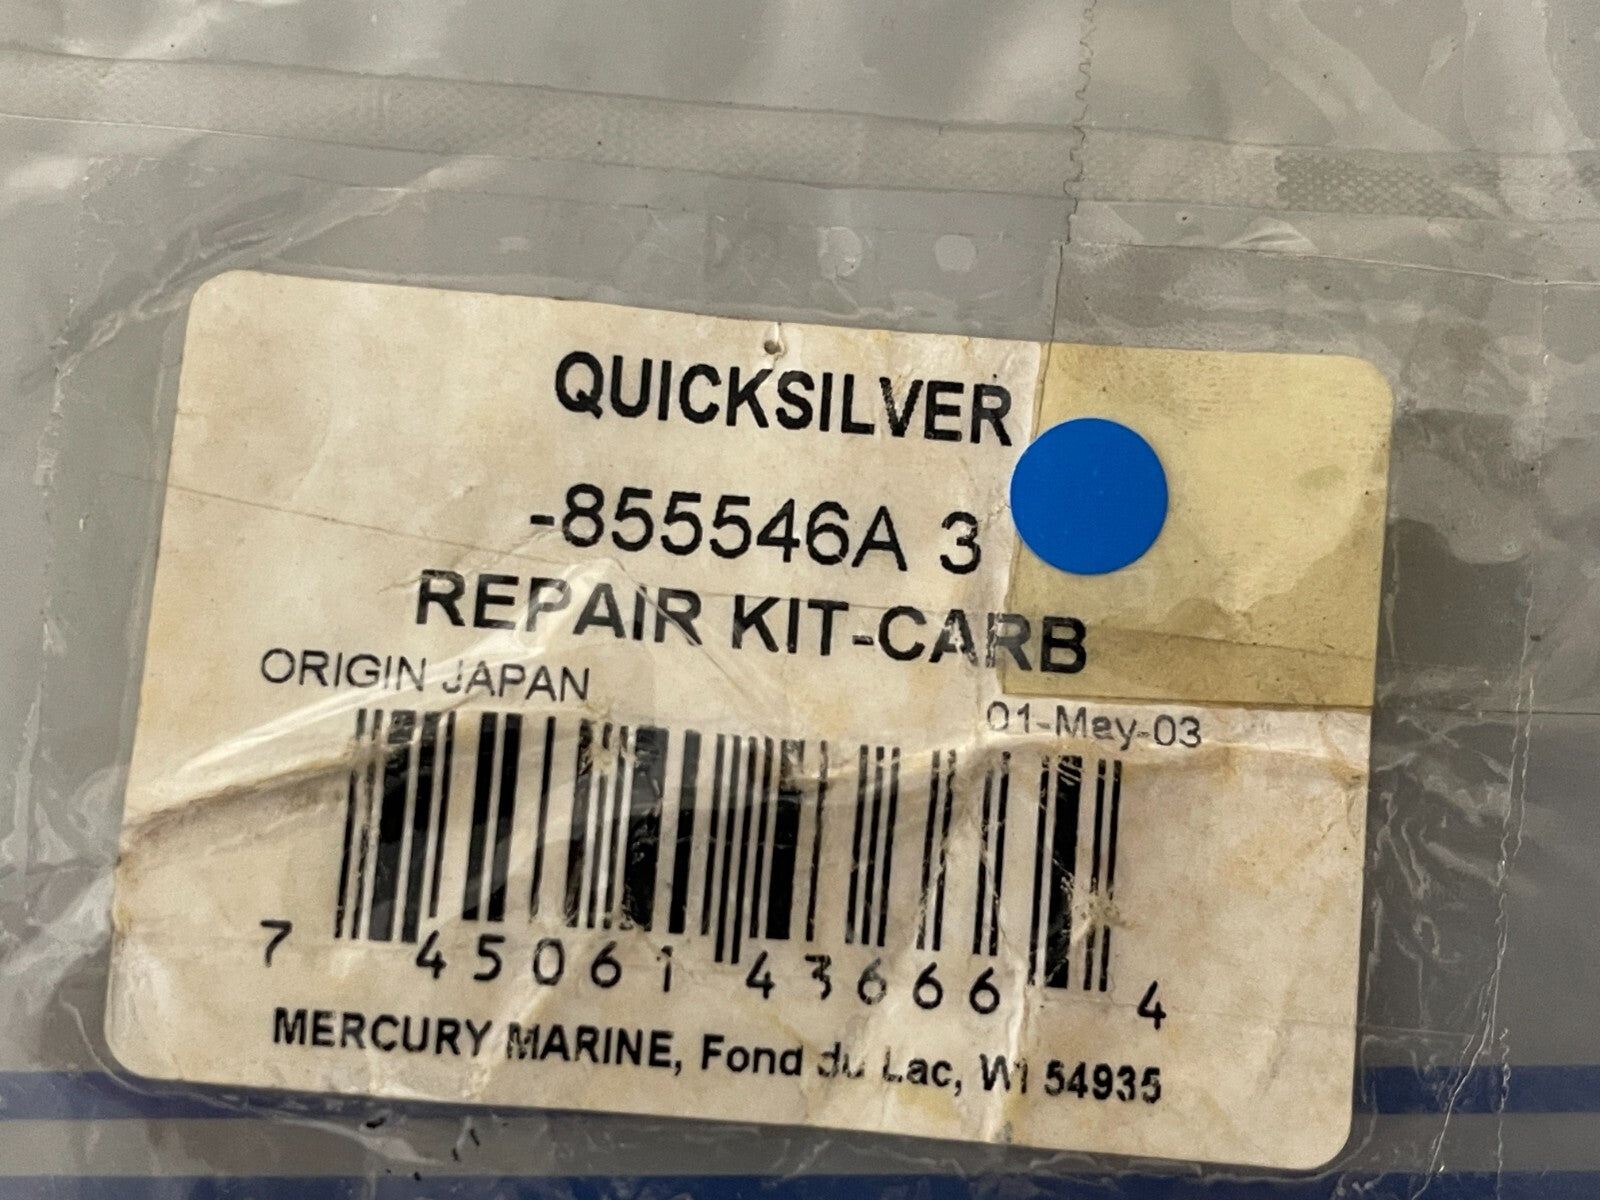 QUICKSILVER
-855546A 3
REPAIR KIT-CARB
ORIGIN JAPAN
01-May-03
7 45061 43666 4
MERCURY MARINE, Fond du Lac, WI 54935